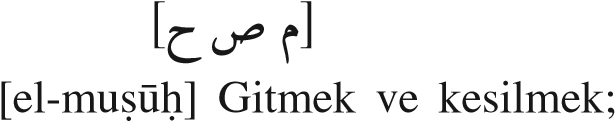 [م ص ح]
[el-muṣūḥ] Gitmek ve kesilmek;